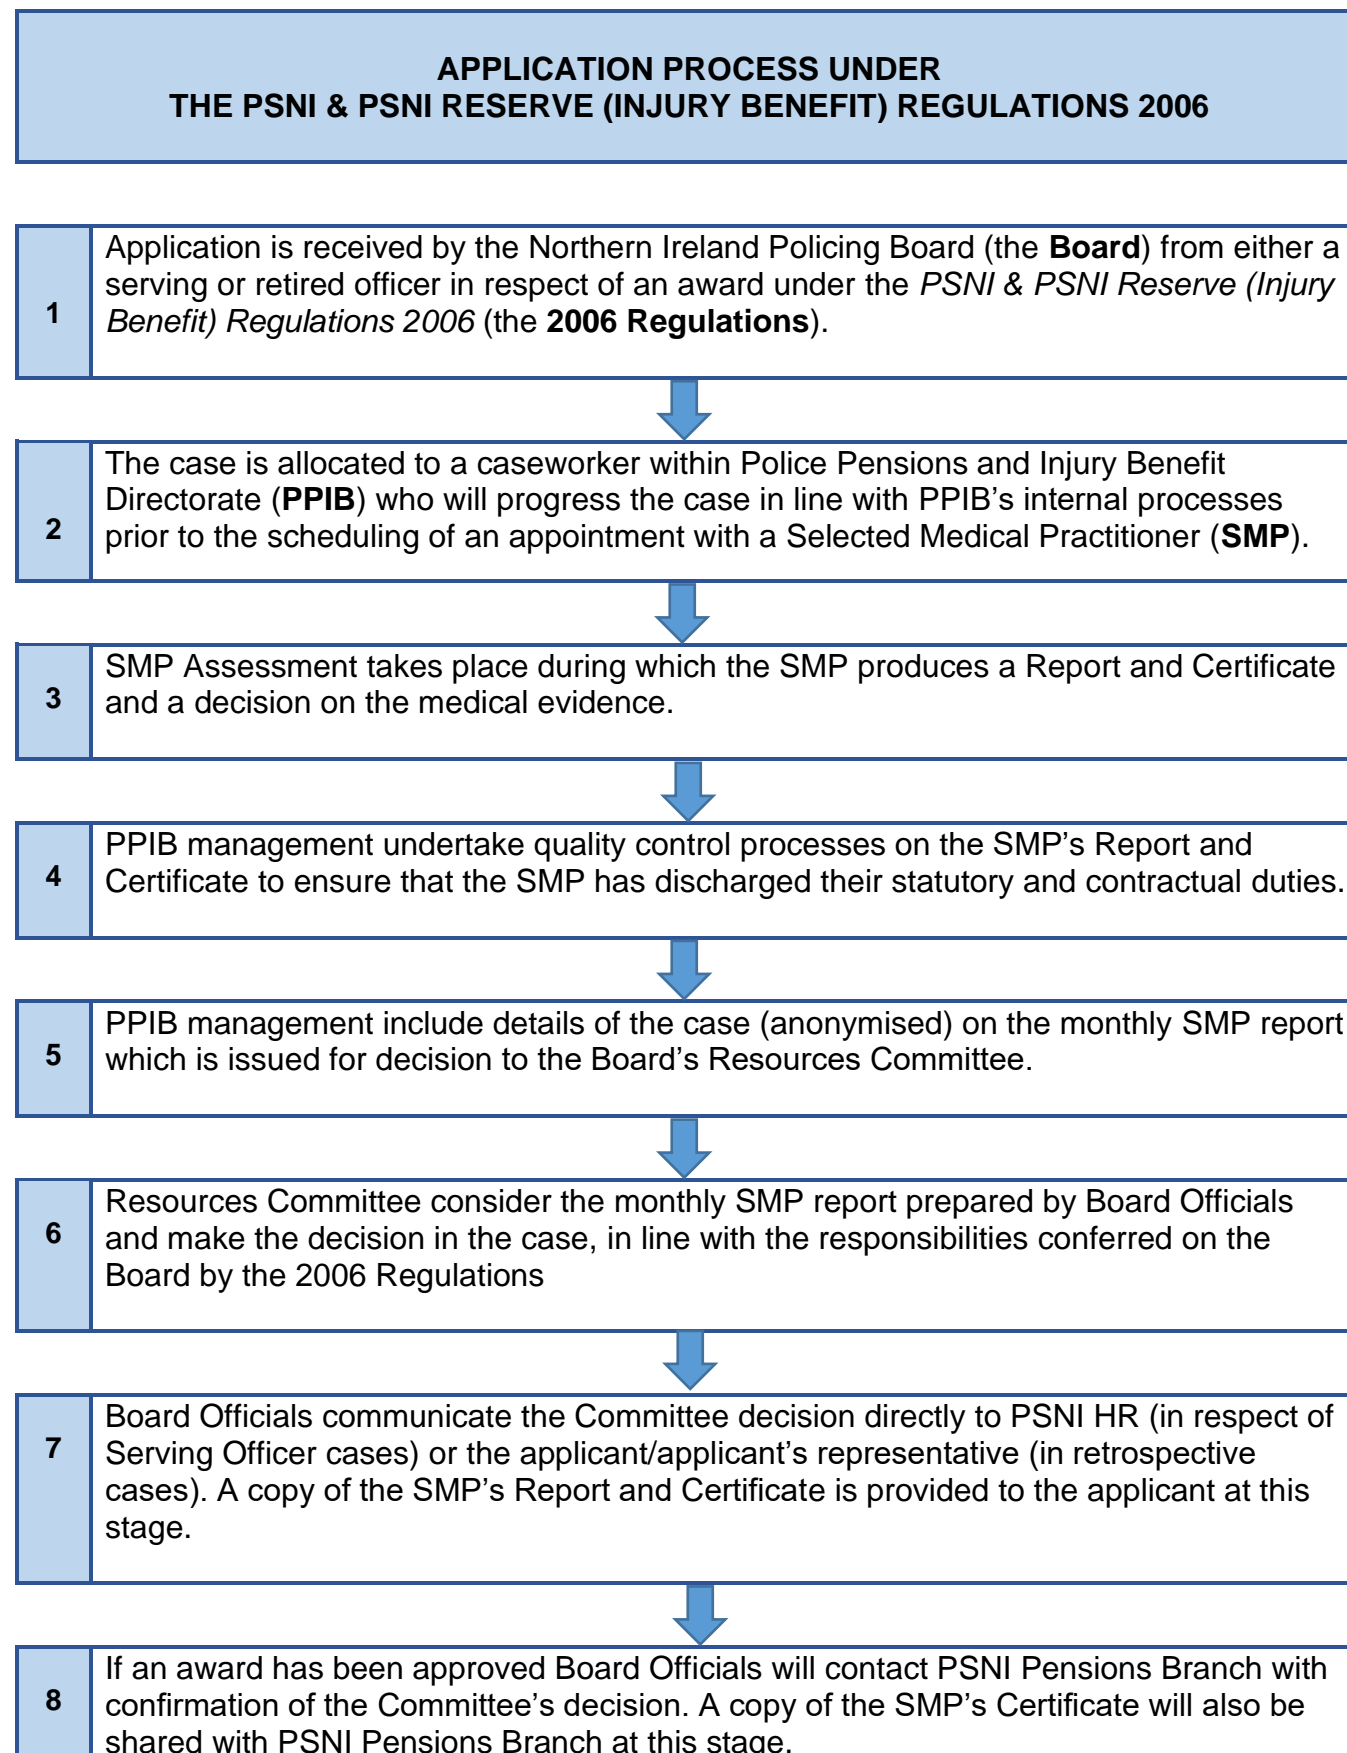 APPLICATION PROCESS UNDER
THE PSNI & PSNI RESERVE (INJURY BENEFIT) REGULATIONS 2006
1
Application is received by the Northern Ireland Policing Board (the Board) from either a
serving or retired officer in respect of an award under the PSNI & PSNI Reserve (Injury
Benefit) Regulations 2006 (the 2006 Regulations).
2
The case is allocated to a caseworker within Police Pensions and Injury Benefit
Directorate (PPIB) who will progress the case in line with PPIB's internal processes
prior to the scheduling of an appointment with a Selected Medical Practitioner (SMP).
3
SMP Assessment takes place during which the SMP produces a Report and Certificate
and a decision on the medical evidence.
4
PPIB management undertake quality control processes on the SMP's Report and
Certificate to ensure that the SMP has discharged their statutory and contractual duties.
5
PPIB management include details of the case (anonymised) on the monthly SMP report
which is issued for decision to the Board's Resources Committee.
6
Resources Committee consider the monthly SMP report prepared by Board Officials
and make the decision in the case, in line with the responsibilities conferred on the
Board by the 2006 Regulations
7
Board Officials communicate the Committee decision directly to PSNI HR (in respect of
Serving Officer cases) or the applicant/applicant's representative (in retrospective
cases). A copy of the SMP's Report and Certificate is provided to the applicant at this
stage.
8
If an award has been approved Board Officials will contact PSNI Pensions Branch with
confirmation of the Committee's decision. A copy of the SMP's Certificate will also be
shared with PSNI Pensions Branch at this stage.